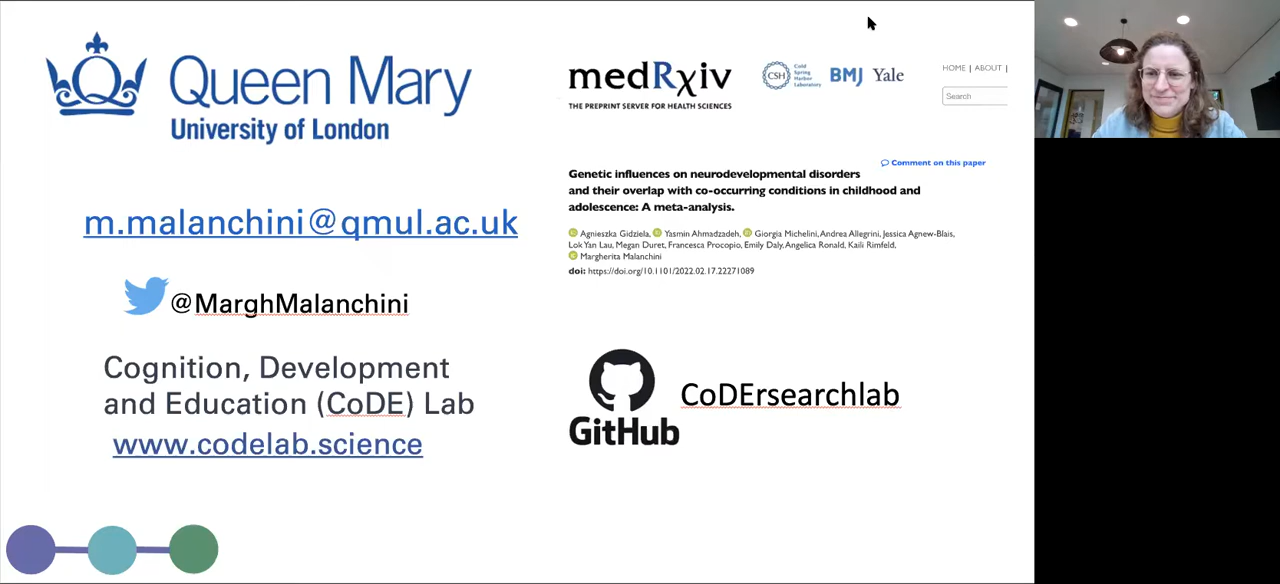 Queen Mary
University of London
m.malanchini@qmul.ac.uk
@MarghMalanchini
Cognition, Development
and Education (CoDE) Lab
www.codelab.science
medRxiv
THE PREPRINT SERVER FOR HEALTH SCIENCES
CSH Cold Spring Harbor Laboratory
BMJ Yale
HOME | ABOUT |
Search
Comment on this paper
Genetic influences on neurodevelopmental disorders
and their overlap with co-occurring conditions in childhood and
adolescence: A meta-analysis.
Agnieszka Gidziela, Yasmin Ahmadzadeh, Giorgia Michelini, Andrea Allegrini, Jessica Agnew-Blais,
Lok Yan Lau, Megan Duret, Francesca Procopio, Emily Daly, Angelica Ronald, Kaili Rimfeld,
Margherita Malanchini
doi: https://doi.org/10.1101/2022.02.17.22271089
GitHub
CoDErsearchlab